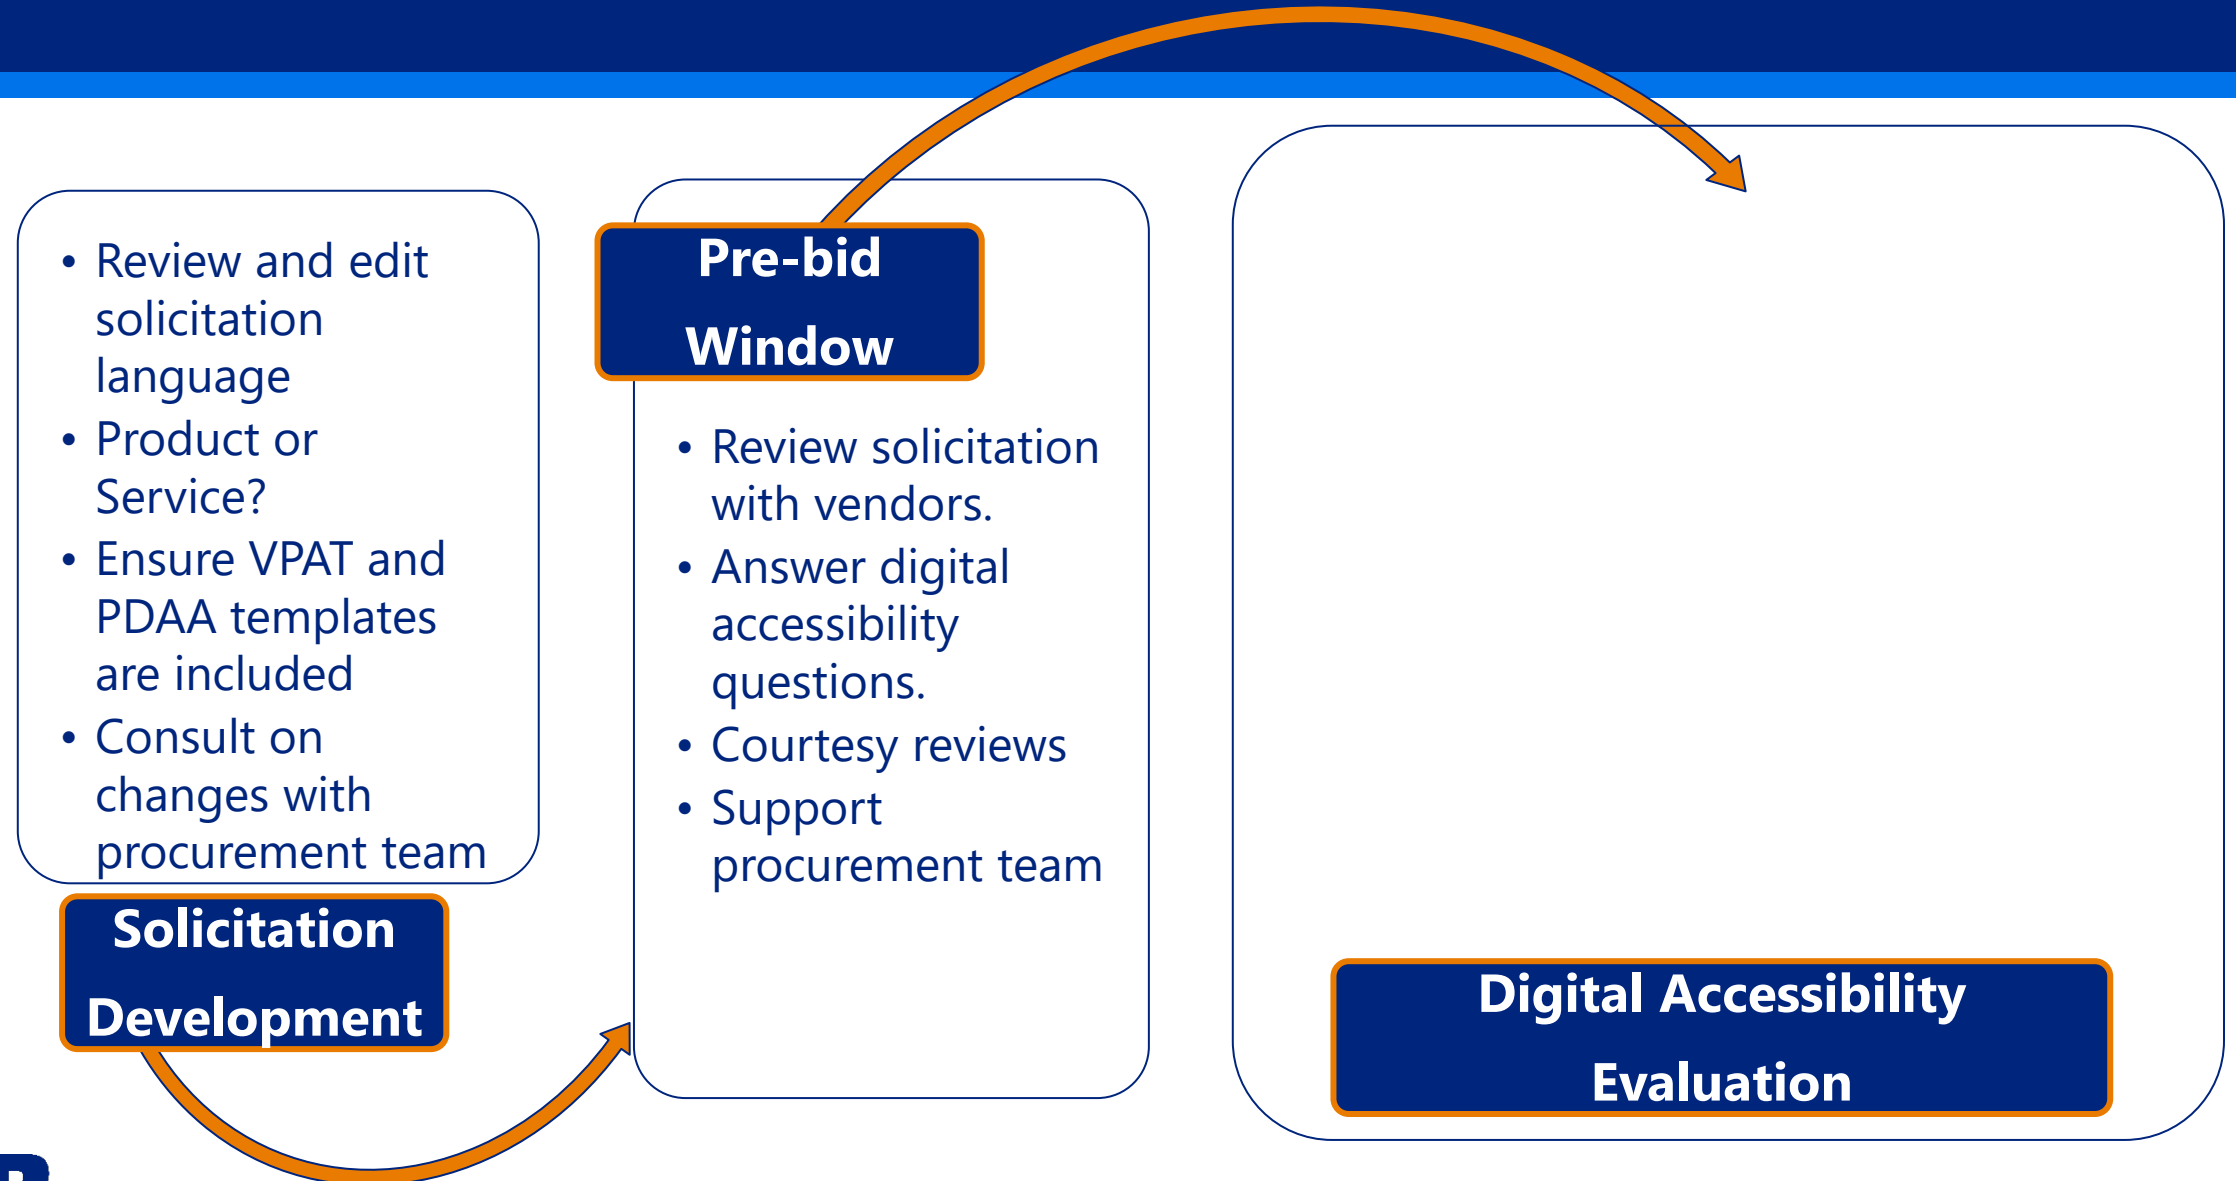 • Review and edit
solicitation
language
• Product or
Service?
• Ensure VPAT and
PDAA templates
are included
• Consult on
changes with
procurement team
Solicitation
Development
Pre-bid
Window
• Review solicitation
with vendors.
• Answer digital
accessibility
questions.
• Courtesy reviews
• Support
procurement team
Digital Accessibility
Evaluation